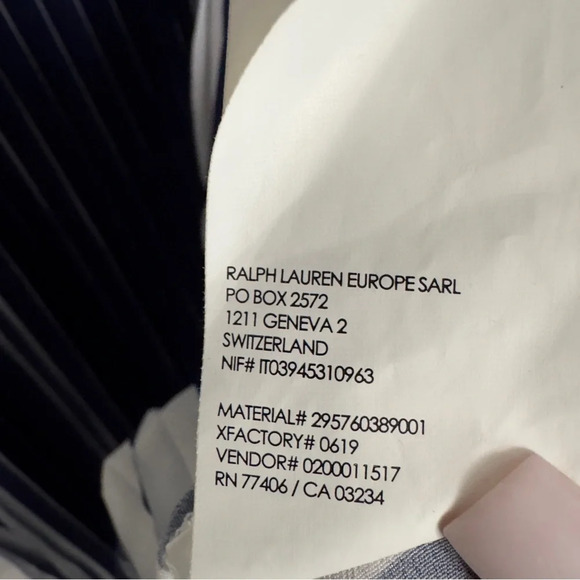 RALPH LAUREN EUROPE SARL
PO BOX 2572
1211 GENEVA 2
SWITZERLAND
NIF# IT03945310963
MATERIAL# 295760389001
XFACTORY# 0619
VENDOR# 0200011517
RN 77406 / CA 03234